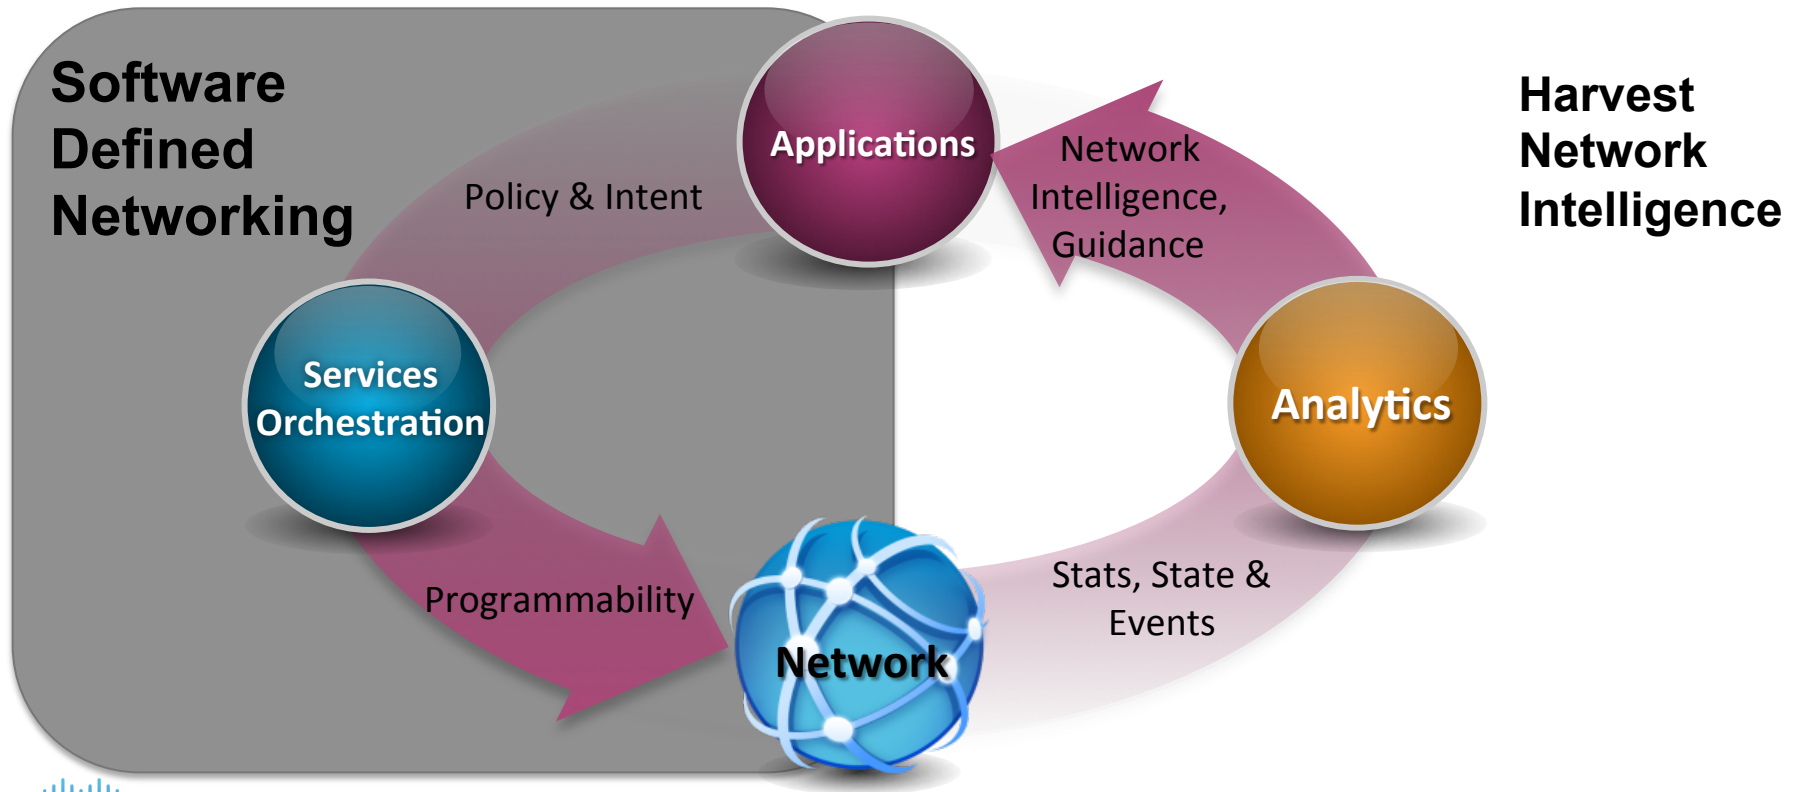 Software
Defined
Networking
Harvest
Network
Intelligence
Applications
Policy & Intent
Network
Intelligence,
Guidance
Services
Orchestration
Analytics
Programmability
Stats, State &
Events
Network